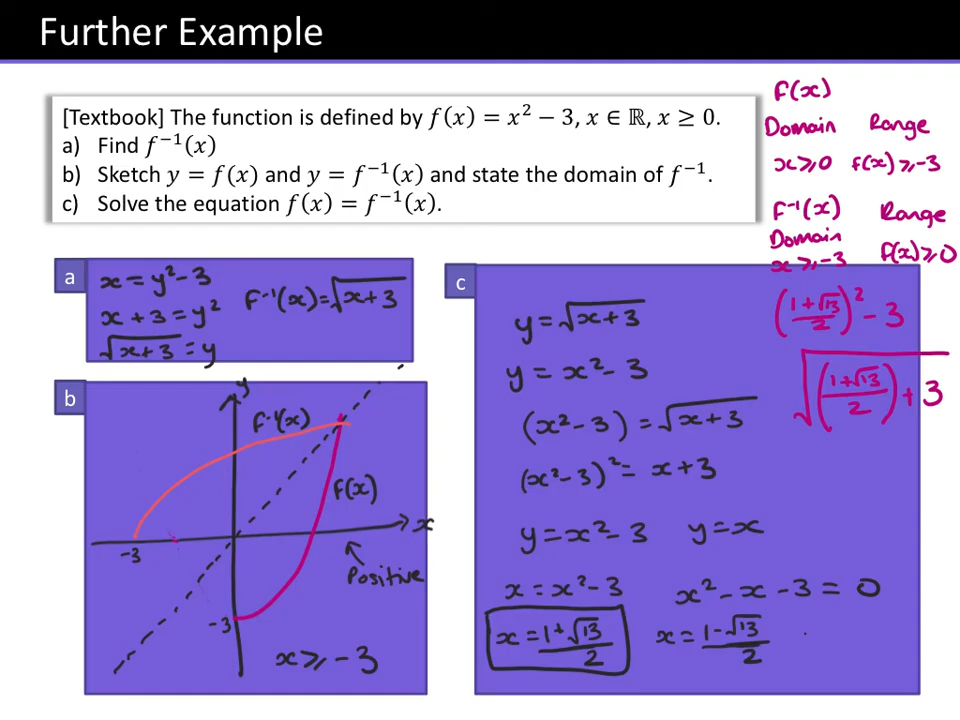 Further Example
[Textbook] The function is defined by f(x) = x² − 3, x ∈ ℝ, x ≥ 0.
a) Find f⁻¹(x)
b) Sketch y = f(x) and y = f⁻¹(x) and state the domain of f⁻¹.
c) Solve the equation f(x) = f⁻¹(x).
F(x)
Domain Range
x ≥ 0 f(x) ≥ -3
F⁻¹(x) Range
Domain
x ≥ -3 f(x) ≥ 0
a
x = y² - 3
x + 3 = y²
√(x+3) = y
F⁻¹(x) = √(x+3)
b
y
F⁻¹(x)
F(x)
x
-3
Positive
-3
x ≥ -3
c
y = √(x+3)
y = x² - 3
(x² - 3) = √(x+3)
(x² - 3)² = x + 3
y = x² - 3 y = x
x = x² - 3 x² - x - 3 = 0
x = (1+√13)/2 x = (1-√13)/2
((1+√13)/2)² - 3
√(((1+√13)/2) + 3)